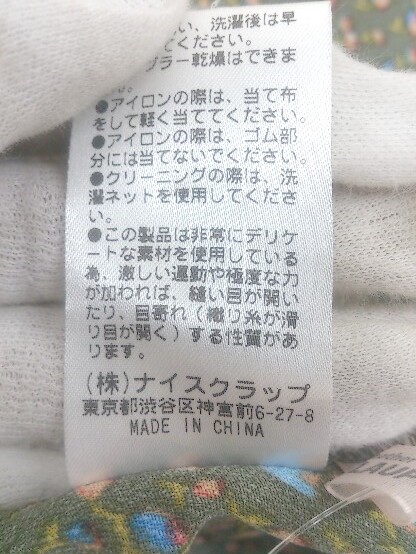 い、洗濯後は早
てください。
ブラー乾燥はできま
●アイロンの際は、当て布
をして軽く当ててください。
●アイロンの際は、ゴム部
分には当てないでください。
●クリーニングの際は、洗
濯ネットを使用してくださ
い。
●この製品は非常にデリケ
ートな素材を使用している
為、激しい運動や極度な力
が加われば、縫い目が開い
たり、目寄れ（織り糸が滑
り目が開く）する性質があ
ります。
(株)ナイスクラップ
東京都渋谷区神宮前6-27-8
MADE IN CHINA